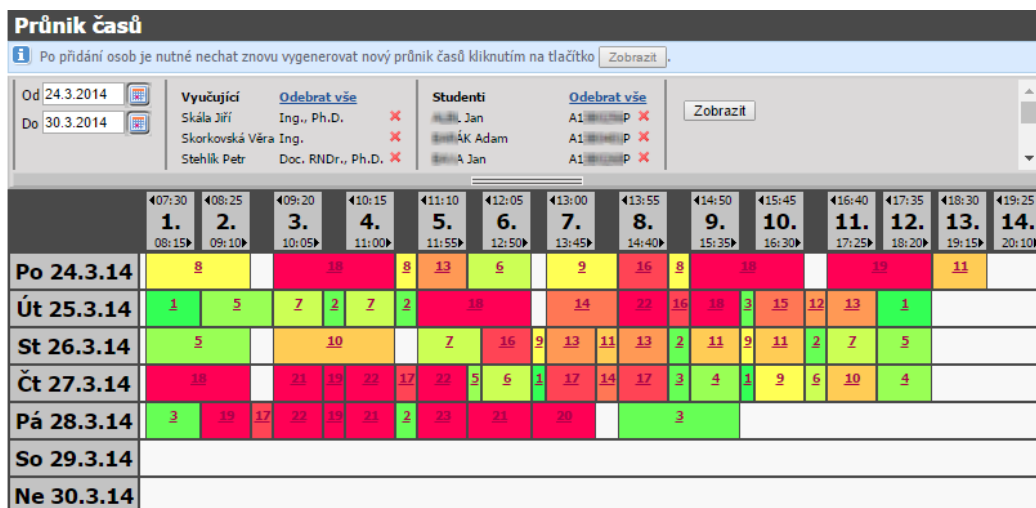 Průnik časů
Po přidání osob je nutné nechat znovu vygenerovat nový průnik časů kliknutím na tlačítko Zobrazit .
Od 24.3.2014
Do 30.3.2014
Vyučující Odebrat vše
Skála Jiří Ing., Ph.D.
Skorkovská Věra Ing.
Stehlík Petr Doc. RNDr., Ph.D.
Studenti Odebrat vše
Jan A1 P
ÁK Adam A1 P
A Jan A1 P
Zobrazit
07:30 08:25 09:20 10:15 11:10 12:05 13:00 13:55 14:50 15:45 16:40 17:35 18:30 19:25
1. 2. 3. 4. 5. 6. 7. 8. 9. 10. 11. 12. 13. 14.
08:15 09:10 10:05 11:00 11:55 12:50 13:45 14:40 15:35 16:30 17:25 18:20 19:15 20:10
Po 24.3.14 8 18 8 13 6 9 16 8 18 19 11
Út 25.3.14 1 5 7 2 7 2 18 14 22 16 18 3 15 12 13 1
St 26.3.14 5 10 7 16 9 13 11 13 2 11 9 11 2 7 5
Čt 27.3.14 18 21 19 22 17 22 5 6 1 17 14 17 3 4 1 9 6 10 4
Pá 28.3.14 3 19 17 22 19 21 2 23 21 20 3
So 29.3.14
Ne 30.3.14